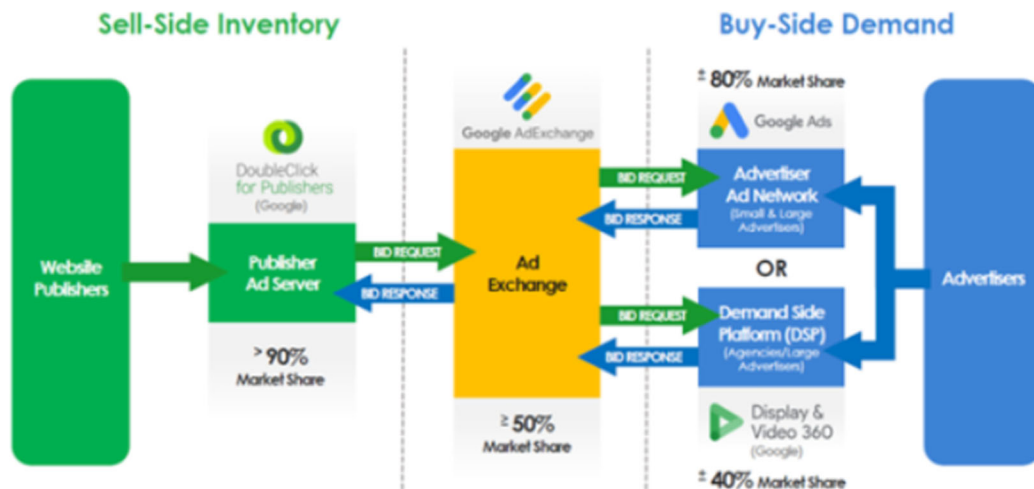 Sell-Side Inventory
Buy-Side Demand
Website
Publishers
DoubleClick
for Publishers
(Google)
Publisher
Ad Server
> 90%
Market Share
BID REQUEST
BID RESPONSE
Google AdExchange
Ad
Exchange
≥ 50%
Market Share
BID REQUEST
BID RESPONSE
BID REQUEST
BID RESPONSE
± 80% Market Share
Google Ads
Advertiser
Ad Network
(Small & Large
Advertisers)
OR
Demand Side
Platform (DSP)
(Agencies/Large
Advertisers)
Display &
Video 360
(Google)
± 40% Market Share
Advertisers